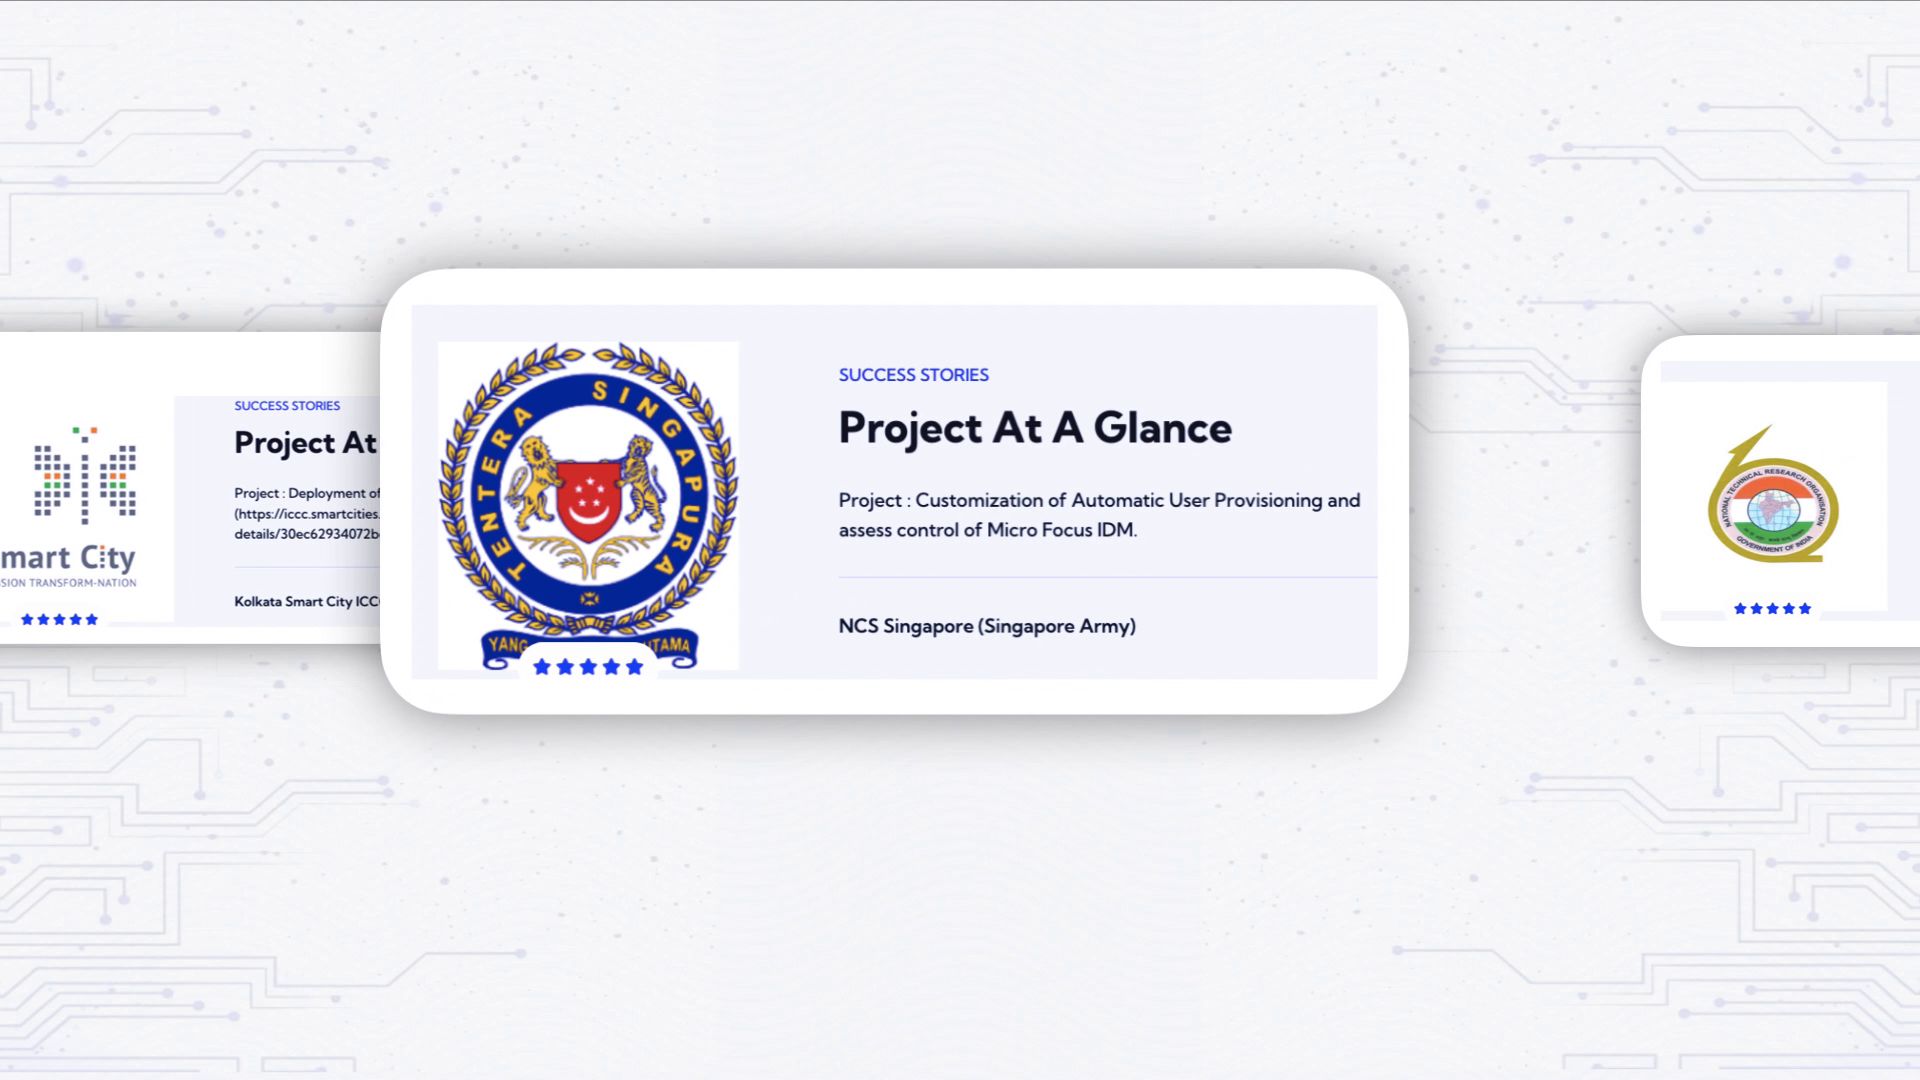 mart City
SION TRANSFORM-NATION
SUCCESS STORIES
Project At
Project : Deployment of
(https://iccc.smartcities.
details/30ec62934072b
Kolkata Smart City ICC
TENTERA SINGAPURA
YANG UTAMA
SUCCESS STORIES
Project At A Glance
Project : Customization of Automatic User Provisioning and
assess control of Micro Focus IDM.
NCS Singapore (Singapore Army)
NATIONAL TECHNICAL RESEARCH ORGANISATION
GOVERNMENT OF INDIA